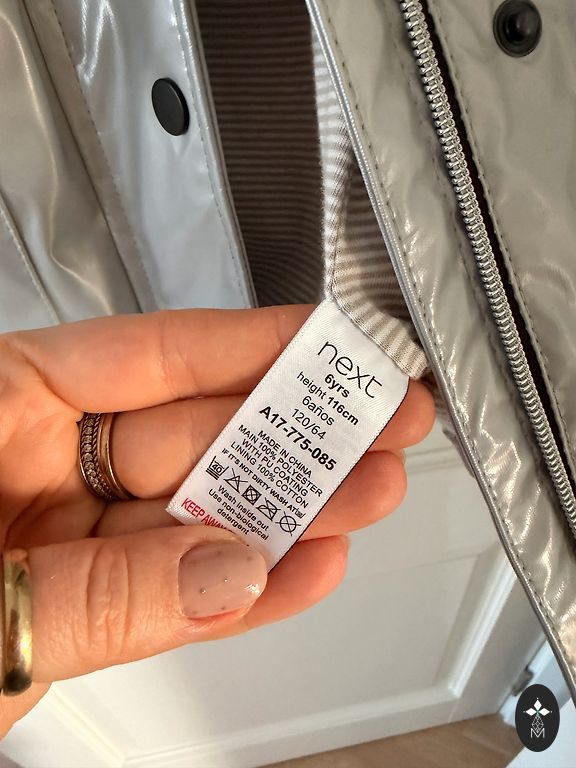 next
6yrs
height 116cm
6años
120/64
A17-775-085
MADE IN CHINA
MAIN 100% POLYESTER
WITH PU COATING
LINING 100% COTTON
IF IT'S NOT DIRTY WASH AT
Wash inside out
Use non-biological
detergent
KEEP
M